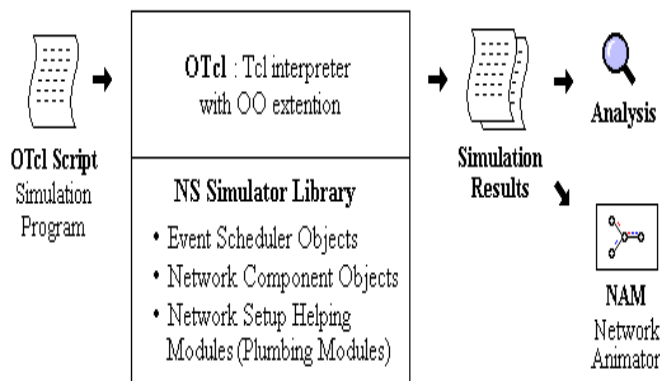 OTcl Script
Simulation
Program
OTcl : Tcl interpreter
with OO extention
NS Simulator Library
• Event Scheduler Objects
• Network Component Objects
• Network Setup Helping
Modules (Plumbing Modules)
Simulation
Results
Analysis
NAM
Network
Animator